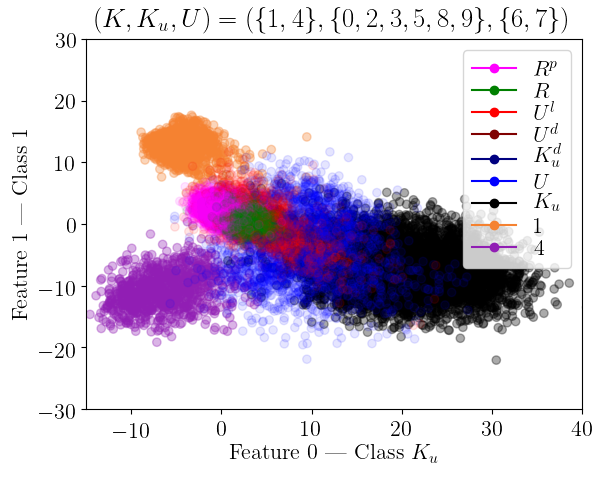 (K, K_u, U) = ({1, 4}, {0, 2, 3, 5, 8, 9}, {6, 7})
30
20
10
0
−10
−20
−30
Feature 1 — Class 1
R^p
R
U^l
U^d
K_u^d
U
K_u
1
4
−10
0
10
20
30
40
Feature 0 — Class K_u